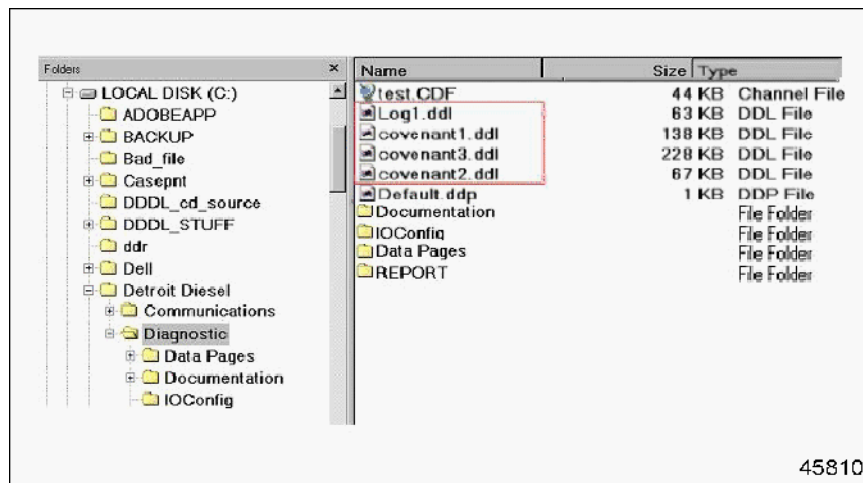 Folders ×
LOCAL DISK (C:)
ADOBEAPP
BACKUP
Bad_file
Casepnt
DDDL_cd_source
DDDL_STUFF
ddr
Dell
Detroit Diesel
Communications
Diagnostic
Data Pages
Documentation
IOConfig
Name Size Type
test.CDF 44 KB Channel File
Log1.ddl 63 KB DDL File
covenant1.ddl 138 KB DDL File
covenant3.ddl 228 KB DDL File
covenant2.ddl 67 KB DDL File
Default.ddp 1 KB DDP File
Documentation File Folder
IOConfig File Folder
Data Pages File Folder
REPORT File Folder
45810